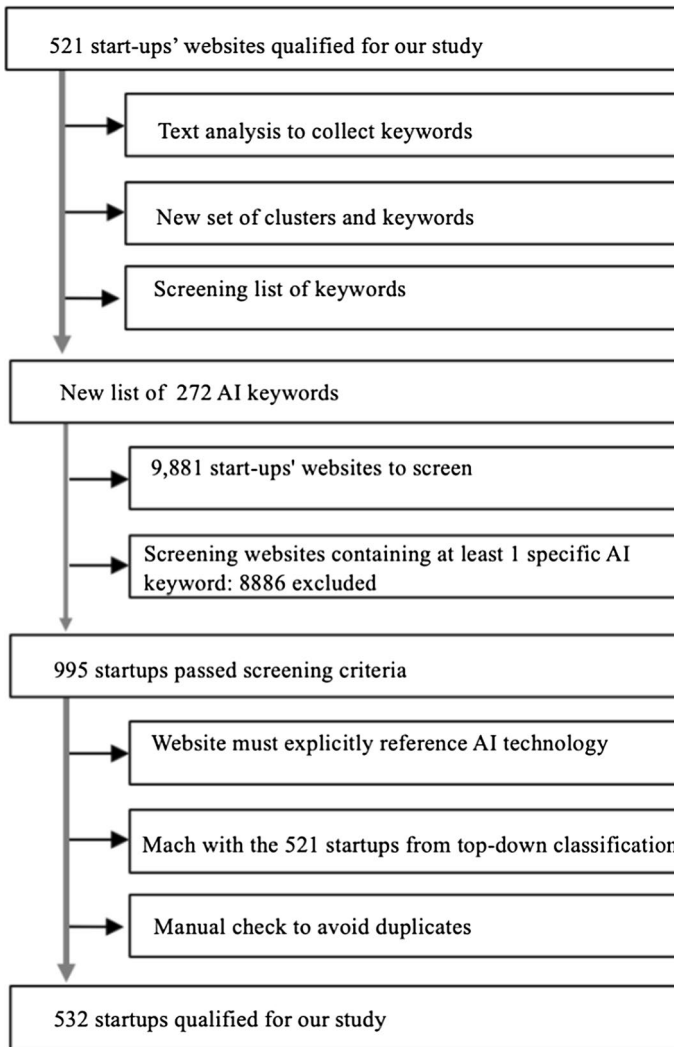 521 start-ups’ websites qualified for our study
Text analysis to collect keywords
New set of clusters and keywords
Screening list of keywords
New list of 272 AI keywords
9,881 start-ups' websites to screen
Screening websites containing at least 1 specific AI
keyword: 8886 excluded
995 startups passed screening criteria
Website must explicitly reference AI technology
Mach with the 521 startups from top-down classification
Manual check to avoid duplicates
532 startups qualified for our study